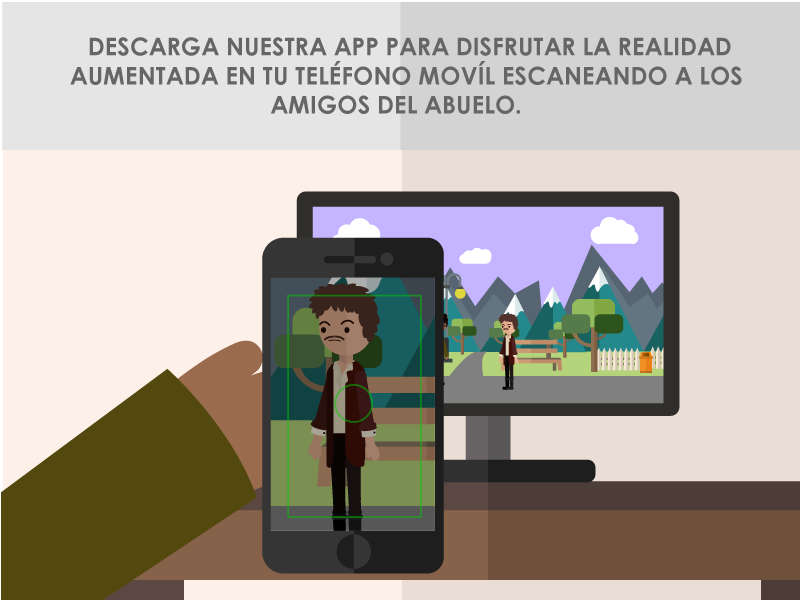 DESCARGA NUESTRA APP PARA DISFRUTAR LA REALIDAD
AUMENTADA EN TU TELÉFONO MOVÍL ESCANEANDO A LOS
AMIGOS DEL ABUELO.